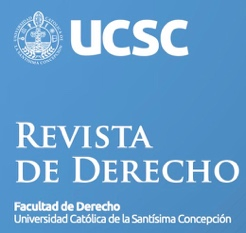 UCSC
REVISTA
DE DERECHO
Facultad de Derecho
Universidad Católica de la Santísima Concepción